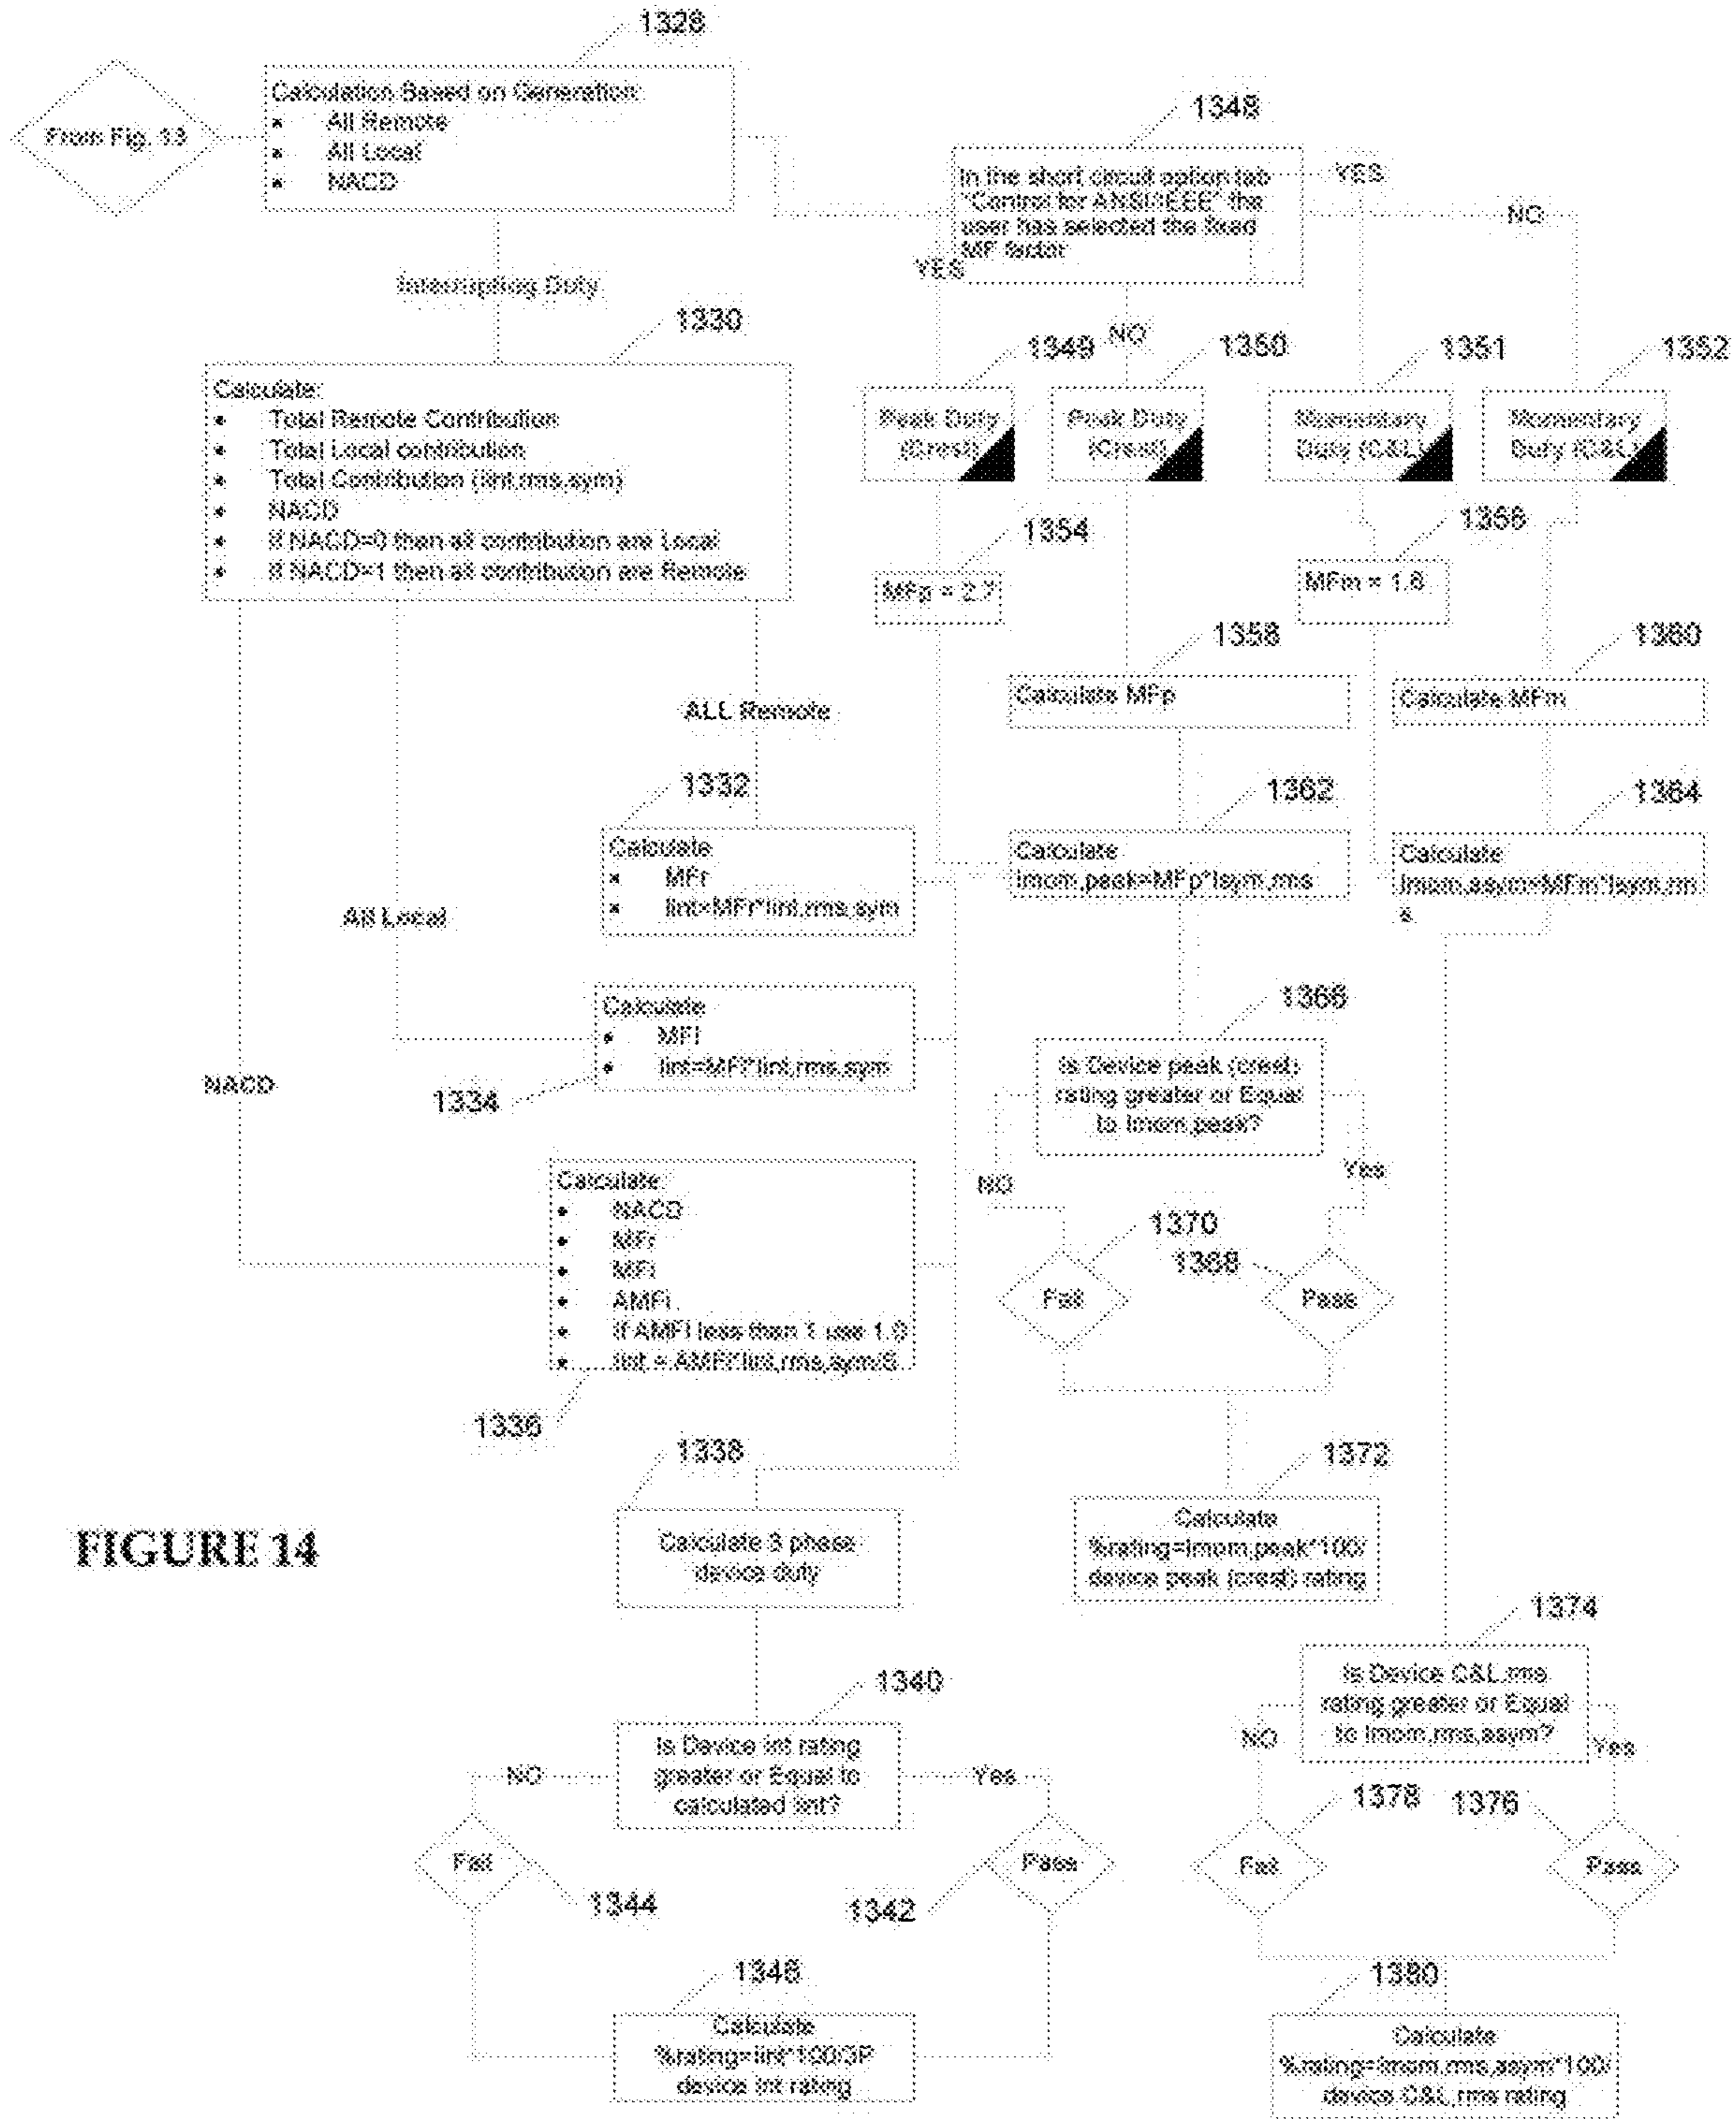 1328
From Fig. 13
Calculation Based on Generation:
• All Remote
• All Local
• NACD
1348
In the short circuit option tab
"Control for ANSI/IEEE" the
user has selected the fixed
MF factor
YES
NO
YES
NO
Interrupting Duty
1330
Calculate:
• Total Remote Contribution
• Total Local contribution
• Total Contribution (Iint,rms,sym)
• NACD
• If NACD=0 then all contribution are Local
• If NACD=1 then all contribution are Remote
1349
Peak Duty
(Crest)
1350
Peak Duty
(Crest)
1351
Momentary
Duty (C&L)
1352
Momentary
Duty (C&L)
1354
MFp = 2.7
1356
MFm = 1.6
1358
Calculate MFp
1360
Calculate MFm
ALL Remote
All Local
NACD
1332
Calculate
• MFr
• Iint=MFr*Iint,rms,sym
1362
Calculate
Imom,peak=MFp*Isym,rms
1364
Calculate
Imom,asym=MFm*Isym,rm
s
1334
Calculate
• MFl
• Iint=MFl*Iint,rms,sym
1366
Is Device peak (crest)
rating greater or Equal
to Imom,peak?
NO
Yes
1336
Calculate:
• NACD
• MFr
• MFl
• AMFi
• If AMFI less than 1 use 1.0
• Iint = AMFi*Iint,rms,sym/S
1370
Fail
1368
Pass
1338
Calculate 3 phase
device duty
1372
Calculate
%rating=Imom,peak*100/
device peak (crest) rating
FIGURE 14
1340
Is Device int rating
greater or Equal to
calculated Iint?
NO
Yes
1374
Is Device C&L,rms
rating greater or Equal
to Imom,rms,asym?
NO
Yes
Fail
1344
Pass
1342
1378
Fail
1376
Pass
1346
Calculate
%rating=Iint*100/3P
device int rating
1380
Calculate
%rating=Imom,rms,asym*100/
device C&L,rms rating